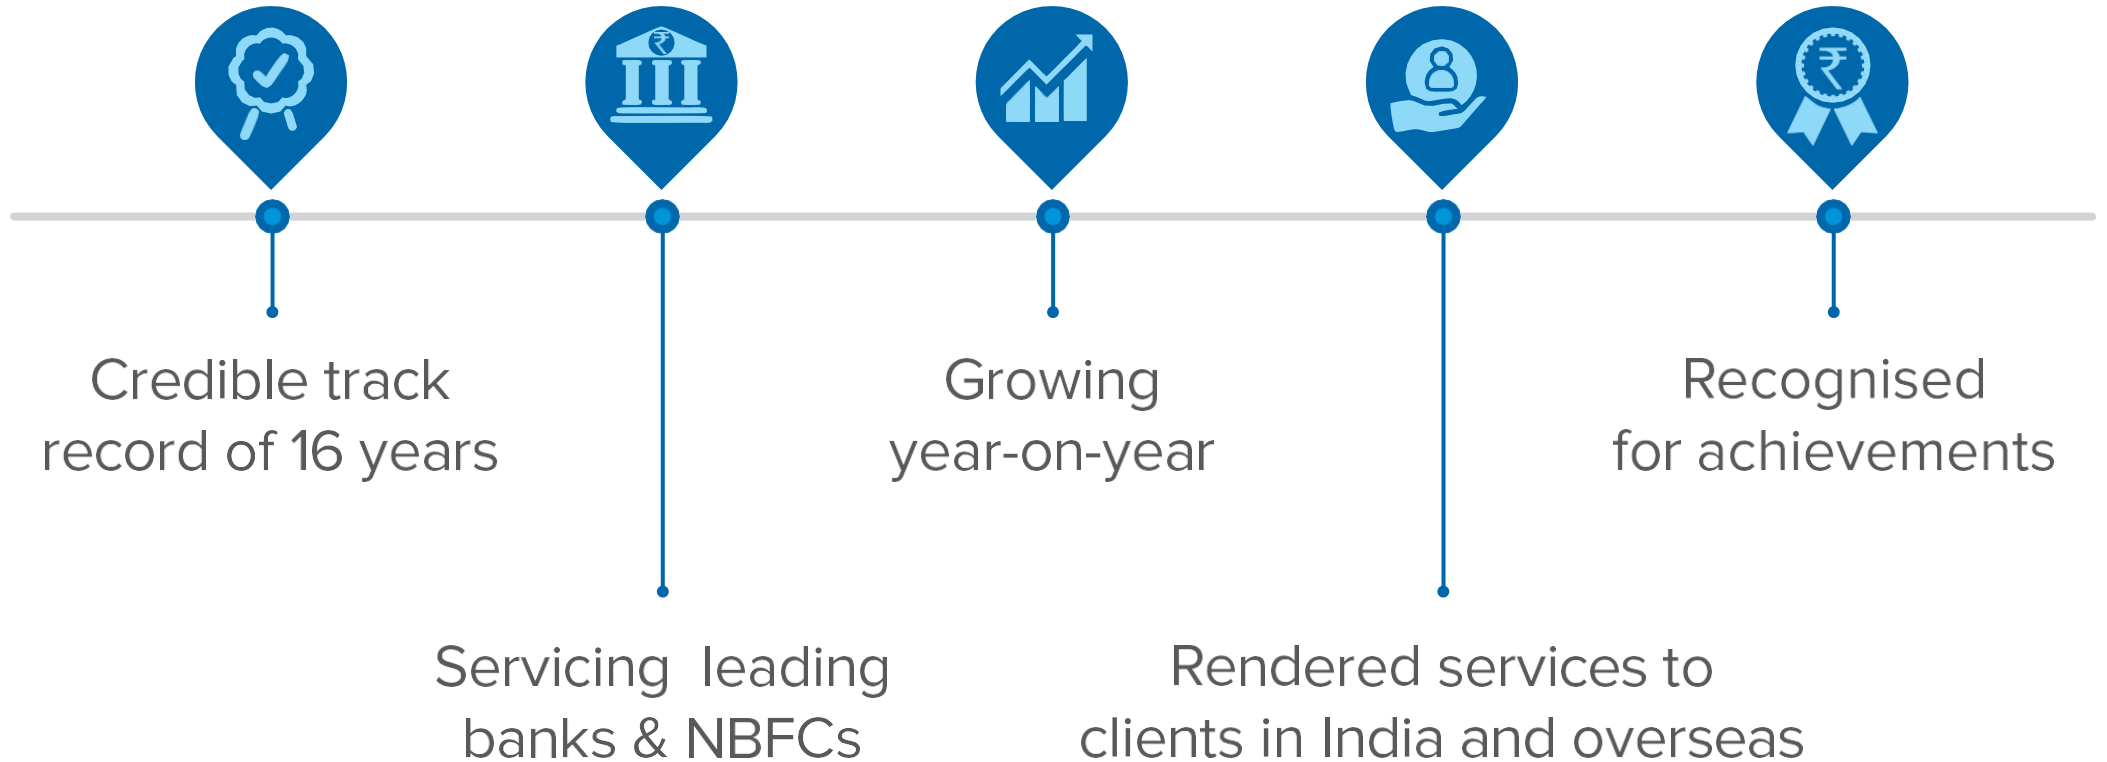 Credible track
record of 16 years
Servicing leading
banks & NBFCs
Growing
year-on-year
Rendered services to
clients in India and overseas
Recognised
for achievements
₹
₹